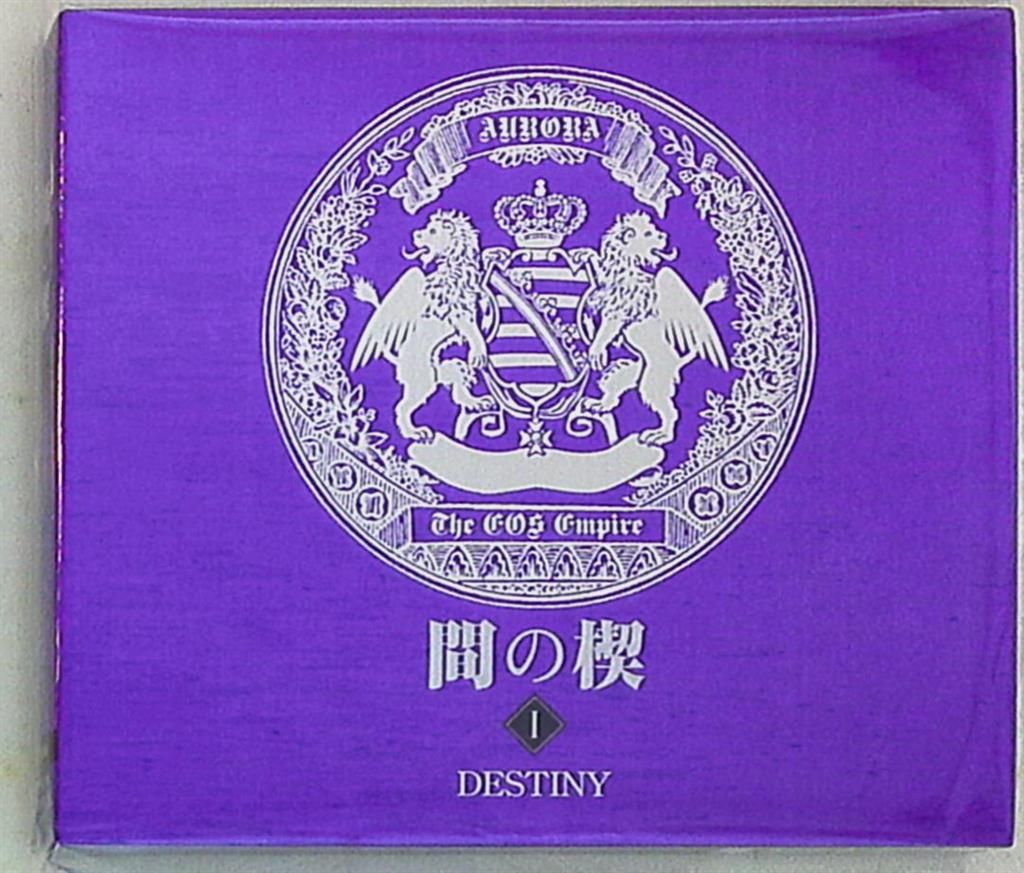 AURORA
The EOS Empire
間の楔
I
DESTINY